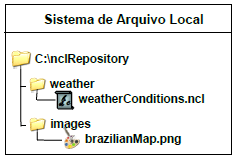 Sistema de Arquivo Local
C:\nclRepository
weather
weatherConditions.ncl
images
brazilianMap.png